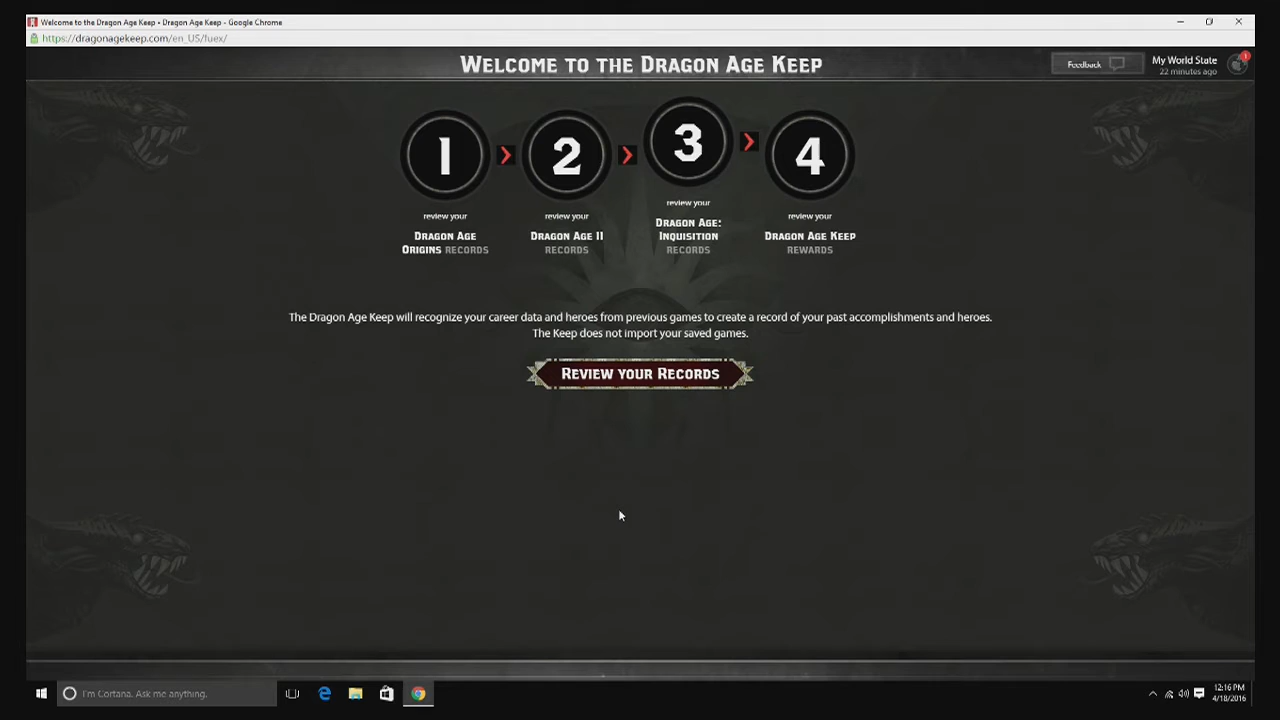 Welcome to the Dragon Age Keep • Dragon Age Keep - Google Chrome
https://dragonagekeep.com/en_US/fuex/
WELCOME TO THE DRAGON AGE KEEP
Feedback
My World State
22 minutes ago
1
1 > 2 > 3 > 4
review your
DRAGON AGE
ORIGINS RECORDS
review your
DRAGON AGE II
RECORDS
review your
DRAGON AGE:
INQUISITION
RECORDS
review your
DRAGON AGE KEEP
REWARDS
The Dragon Age Keep will recognize your career data and heroes from previous games to create a record of your past accomplishments and heroes.
The Keep does not import your saved games.
REVIEW YOUR RECORDS
I'm Cortana. Ask me anything.
12:16 PM
4/18/2016